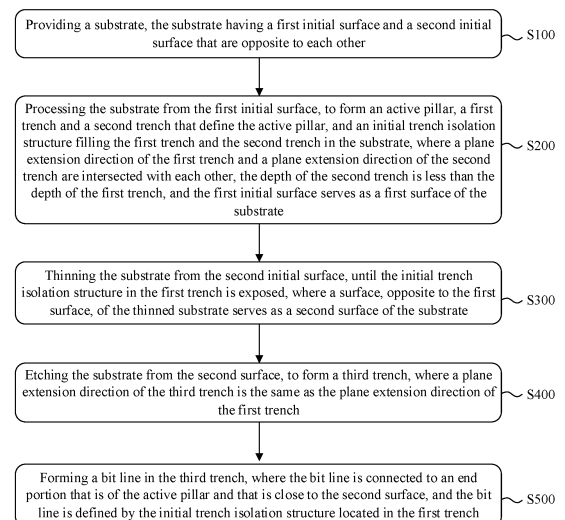 Providing a substrate, the substrate having a first initial surface and a second initial
surface that are opposite to each other
S100
Processing the substrate from the first initial surface, to form an active pillar, a first
trench and a second trench that define the active pillar, and an initial trench isolation
structure filling the first trench and the second trench in the substrate, where a plane
extension direction of the first trench and a plane extension direction of the second
trench are intersected with each other, the depth of the second trench is less than the
depth of the first trench, and the first initial surface serves as a first surface of the
substrate
S200
Thinning the substrate from the second initial surface, until the initial trench
isolation structure in the first trench is exposed, where a surface, opposite to the first
surface, of the thinned substrate serves as a second surface of the substrate
S300
Etching the substrate from the second surface, to form a third trench, where a plane
extension direction of the third trench is the same as the plane extension direction of
the first trench
S400
Forming a bit line in the third trench, where the bit line is connected to an end
portion that is of the active pillar and that is close to the second surface, and the bit
line is defined by the initial trench isolation structure located in the first trench
S500